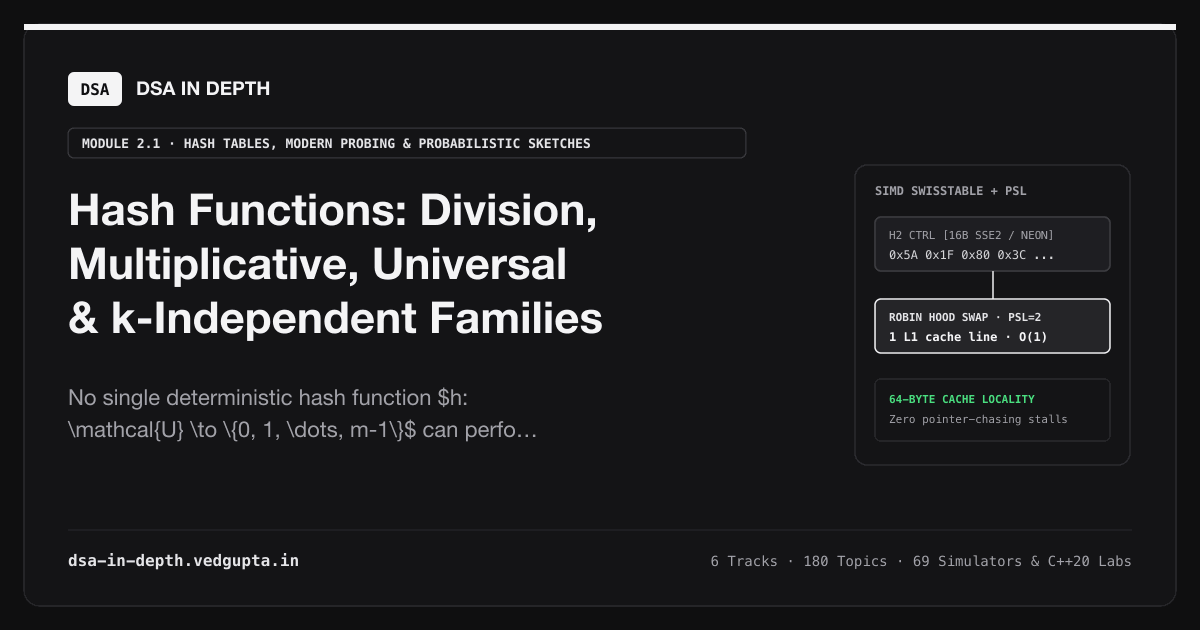 DSA
DSA IN DEPTH
MODULE 2.1 · HASH TABLES, MODERN PROBING & PROBABILISTIC SKETCHES
Hash Functions: Division,
Multiplicative, Universal
& k-Independent Families
No single deterministic hash function $h:
\mathcal{U} \to \{0, 1, \dots, m-1\}$ can perfo…
SIMD SWISSTABLE + PSL
H2 CTRL [16B SSE2 / NEON]
0x5A 0x1F 0x80 0x3C ...
ROBIN HOOD SWAP · PSL=2
1 L1 cache line · O(1)
64-BYTE CACHE LOCALITY
Zero pointer-chasing stalls
dsa-in-depth.vedgupta.in
6 Tracks · 180 Topics · 69 Simulators & C++20 Labs